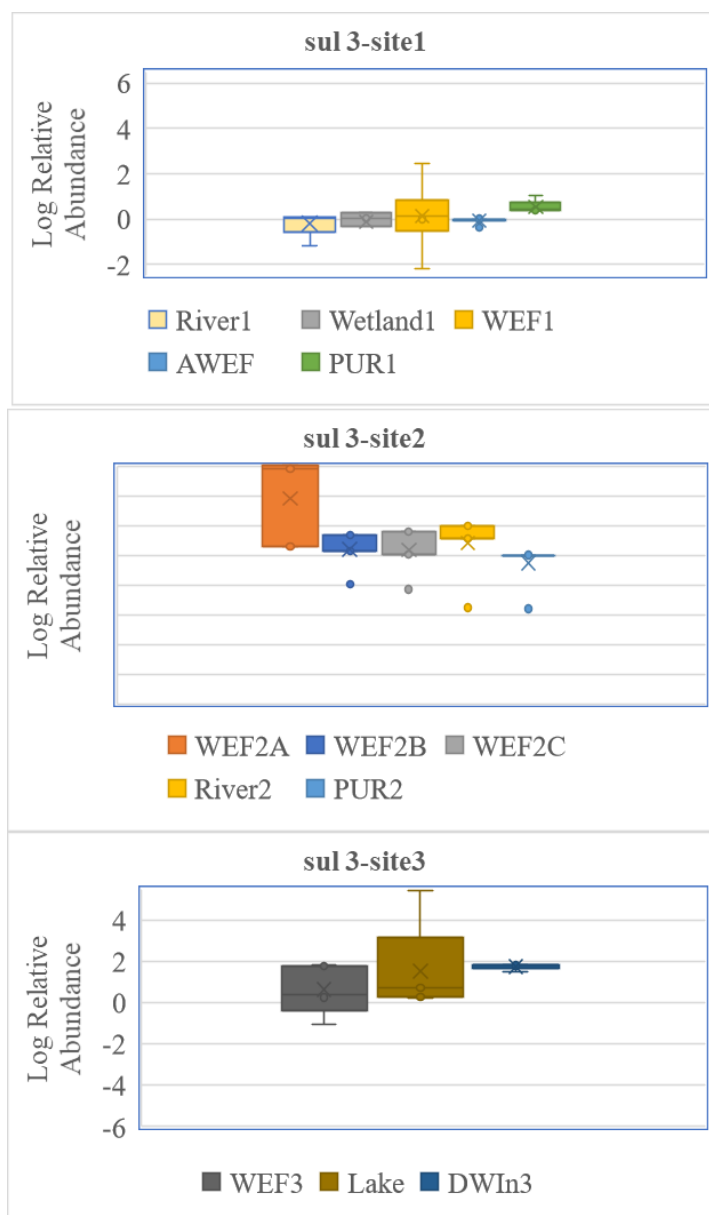 sul 3-site1
Log Relative
Abundance
6
4
2
0
-2
River1 Wetland1 WEF1
AWEF PUR1
sul 3-site2
Log Relative
Abundance
WEF2A WEF2B WEF2C
River2 PUR2
sul 3-site3
Log Relative
Abundance
4
2
0
-2
-4
-6
WEF3 Lake DWIn3